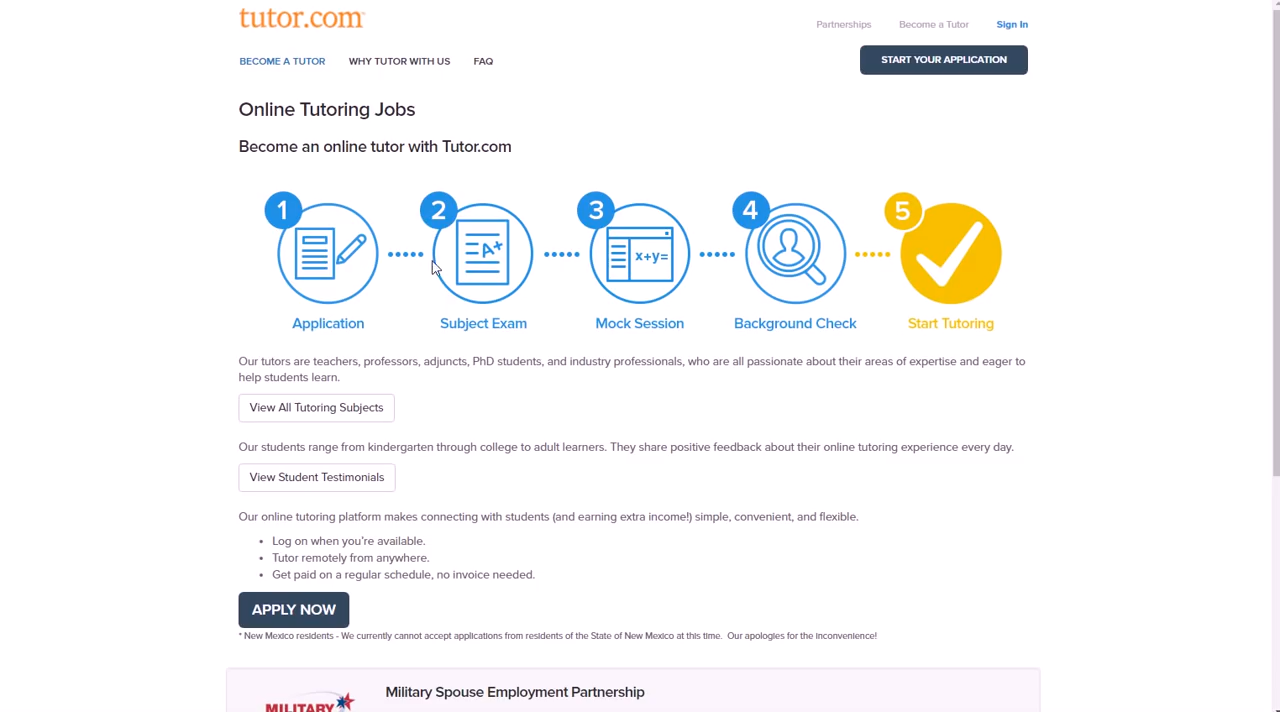 tutor.com
Partnerships Become a Tutor Sign In
BECOME A TUTOR WHY TUTOR WITH US FAQ
START YOUR APPLICATION
Online Tutoring Jobs
Become an online tutor with Tutor.com
1 2 3 4 5
A+ x+y=
Application Subject Exam Mock Session Background Check Start Tutoring
Our tutors are teachers, professors, adjuncts, PhD students, and industry professionals, who are all passionate about their areas of expertise and eager to
help students learn.
View All Tutoring Subjects
Our students range from kindergarten through college to adult learners. They share positive feedback about their online tutoring experience every day.
View Student Testimonials
Our online tutoring platform makes connecting with students (and earning extra income!) simple, convenient, and flexible.
• Log on when you're available.
• Tutor remotely from anywhere.
• Get paid on a regular schedule, no invoice needed.
APPLY NOW
* New Mexico residents - We currently cannot accept applications from residents of the State of New Mexico at this time. Our apologies for the inconvenience!
Military Spouse Employment Partnership
MILITARY